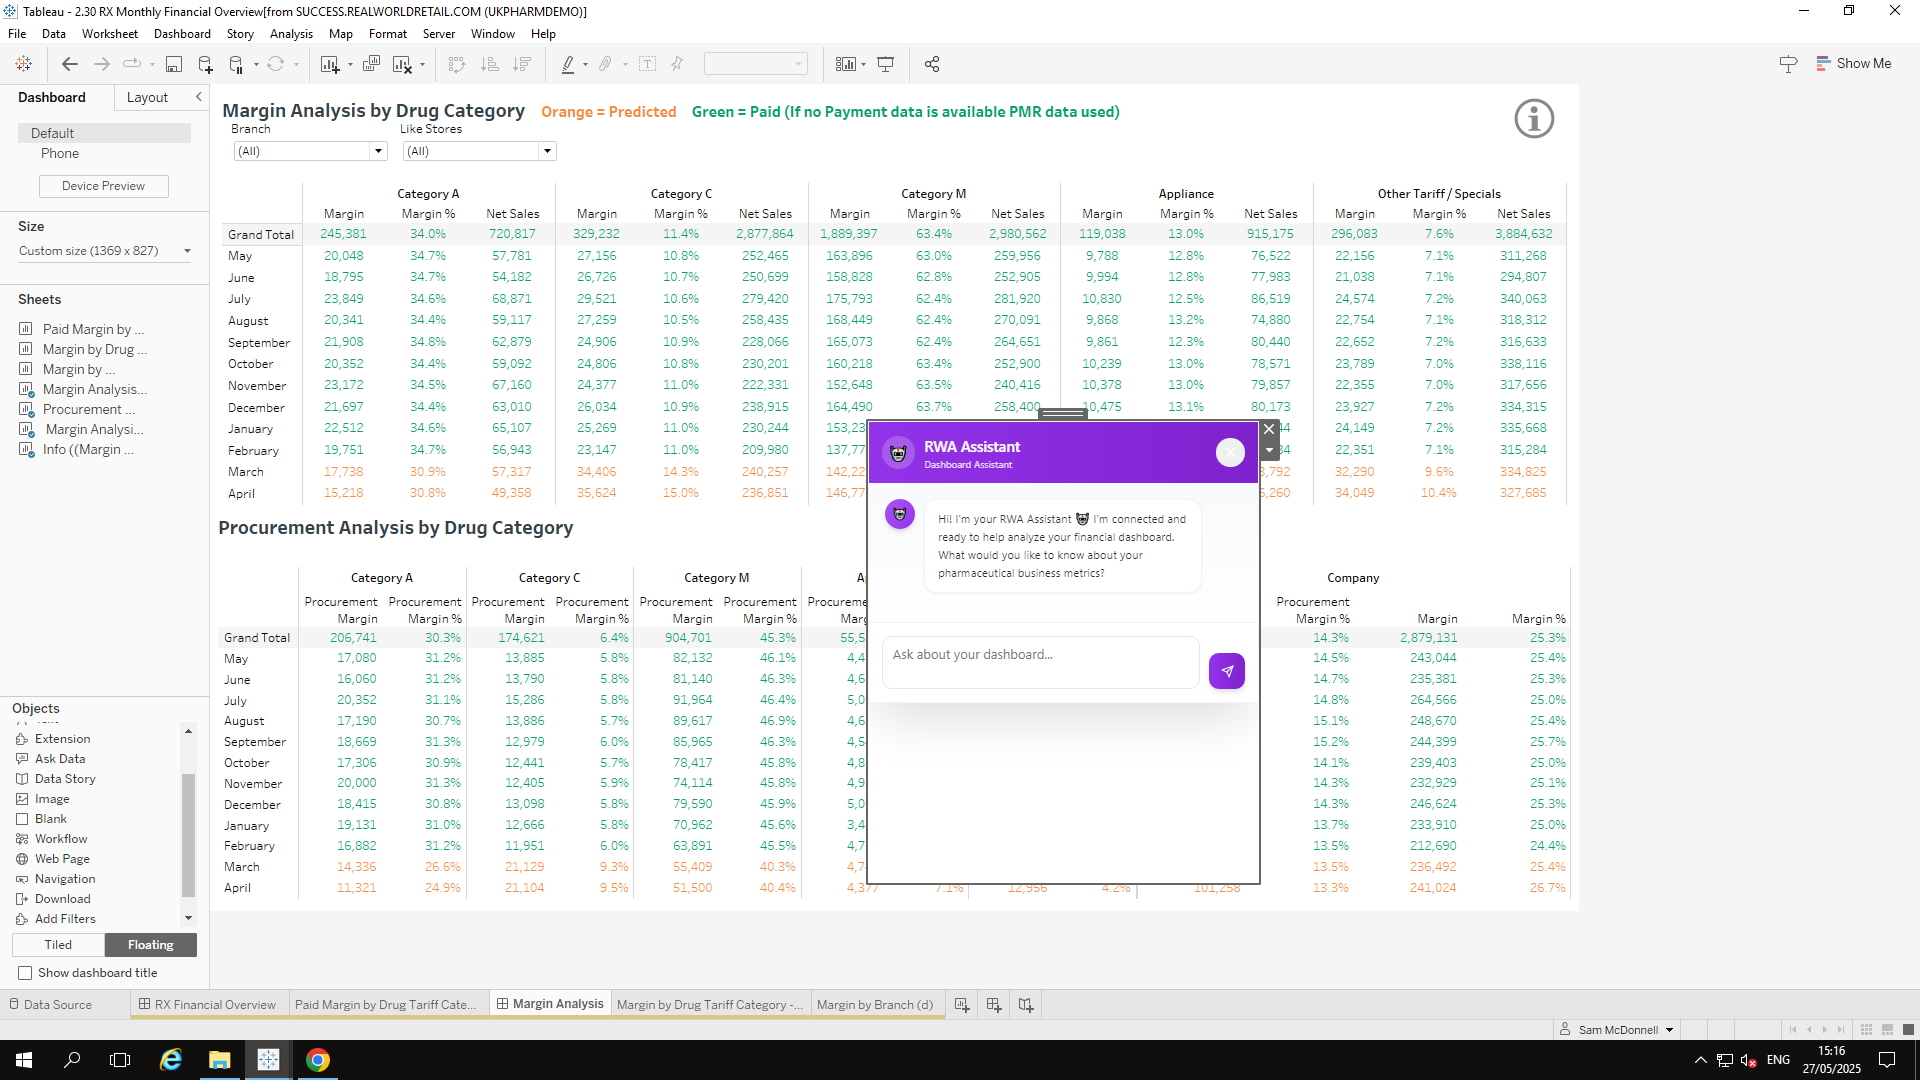 Tableau - 2.30 RX Monthly Financial Overview[from SUCCESS.REALWORLDRETAIL.COM (UKPHARMDEMO)]
File Data Worksheet Dashboard Story Analysis Map Format Server Window Help
Show Me
Dashboard Layout
Default
Phone
Device Preview
Size
Custom size (1369 x 827)
Sheets
Paid Margin by ...
Margin by Drug ...
Margin by ...
Margin Analysis...
Procurement ...
Margin Analysi...
Info ((Margin ...
Objects
Extension
Ask Data
Data Story
Image
Blank
Workflow
Web Page
Navigation
Download
Add Filters
Tiled Floating
Show dashboard title
Margin Analysis by Drug Category Orange = Predicted Green = Paid (If no Payment data is available PMR data used)
Branch Like Stores
(All) (All)
Category A Category C Category M Appliance Other Tariff / Specials
Margin Margin % Net Sales Margin Margin % Net Sales Margin Margin % Net Sales Margin Margin % Net Sales Margin Margin % Net Sales
Grand Total 245,381 34.0% 720,817 329,232 11.4% 2,877,864 1,889,397 63.4% 2,980,562 119,038 13.0% 915,175 296,083 7.6% 3,884,632
May 20,048 34.7% 57,781 27,156 10.8% 252,465 163,896 63.0% 259,956 9,788 12.8% 76,522 22,156 7.1% 311,268
June 18,795 34.7% 54,182 26,726 10.7% 250,699 158,828 62.8% 252,905 9,994 12.8% 77,983 21,038 7.1% 294,807
July 23,849 34.6% 68,871 29,521 10.6% 279,420 175,793 62.4% 281,920 10,830 12.5% 86,519 24,574 7.2% 340,063
August 20,341 34.4% 59,117 27,259 10.5% 258,435 168,449 62.4% 270,091 9,868 13.2% 74,880 22,754 7.1% 318,312
September 21,908 34.8% 62,879 24,906 10.9% 228,066 165,073 62.4% 264,651 9,861 12.3% 80,440 22,652 7.2% 316,633
October 20,352 34.4% 59,092 24,806 10.8% 230,201 160,218 63.4% 252,900 10,239 13.0% 78,571 23,789 7.0% 338,116
November 23,172 34.5% 67,160 24,377 11.0% 222,331 152,648 63.5% 240,416 10,378 13.0% 79,857 22,355 7.0% 317,656
December 21,697 34.4% 63,010 26,034 10.9% 238,915 164,490 63.7% 258,400 10,475 13.1% 80,173 23,927 7.2% 334,315
January 22,512 34.6% 65,107 25,269 11.0% 230,244 153,23 44 24,149 7.2% 335,668
February 19,751 34.7% 56,943 23,147 11.0% 209,980 137,77 34 22,351 7.1% 315,284
March 17,738 30.9% 57,317 34,406 14.3% 240,257 142,22 3,792 32,290 9.6% 334,825
April 15,218 30.8% 49,358 35,624 15.0% 236,851 146,77 5,260 34,049 10.4% 327,685
RWA Assistant
Dashboard Assistant
Hi! I'm your RWA Assistant I'm connected and
ready to help analyze your financial dashboard.
What would you like to know about your
pharmaceutical business metrics?
Ask about your dashboard...
Procurement Analysis by Drug Category
Category A Category C Category M A Company
Procurement Procurement Procurement Procurement Procurement Procurement Procureme Procurement
Margin Margin % Margin Margin % Margin Margin % Marg Margin % Margin Margin %
Grand Total 206,741 30.3% 174,621 6.4% 904,701 45.3% 55,5 14.3% 2,879,131 25.3%
May 17,080 31.2% 13,885 5.8% 82,132 46.1% 4,4 14.5% 243,044 25.4%
June 16,060 31.2% 13,790 5.8% 81,140 46.3% 4,6 14.7% 235,381 25.3%
July 20,352 31.1% 15,286 5.8% 91,964 46.4% 5,0 14.8% 264,566 25.0%
August 17,190 30.7% 13,886 5.7% 89,617 46.9% 4,6 15.1% 248,670 25.4%
September 18,669 31.3% 12,979 6.0% 85,965 46.3% 4,5 15.2% 244,399 25.7%
October 17,306 30.9% 12,441 5.7% 78,417 45.8% 4,8 14.1% 239,403 25.0%
November 20,000 31.3% 12,405 5.9% 74,114 45.8% 4,9 14.3% 232,929 25.1%
December 18,415 30.8% 13,098 5.8% 79,590 45.9% 5,0 14.3% 246,624 25.3%
January 19,131 31.0% 12,666 5.8% 70,962 45.6% 3,4 13.7% 233,910 25.0%
February 16,882 31.2% 11,951 6.0% 63,891 45.5% 4,7 13.5% 212,690 24.4%
March 14,336 26.6% 21,129 9.3% 55,409 40.3% 4,7 13.5% 236,492 25.4%
April 11,321 24.9% 21,104 9.5% 51,500 40.4% 4,377 7.1% 12,956 4.2% 101,258 13.3% 241,024 26.7%
Data Source RX Financial Overview Paid Margin by Drug Tariff Cate... Margin Analysis Margin by Drug Tariff Category -... Margin by Branch (d)
Sam McDonnell
ENG 15:16
27/05/2025